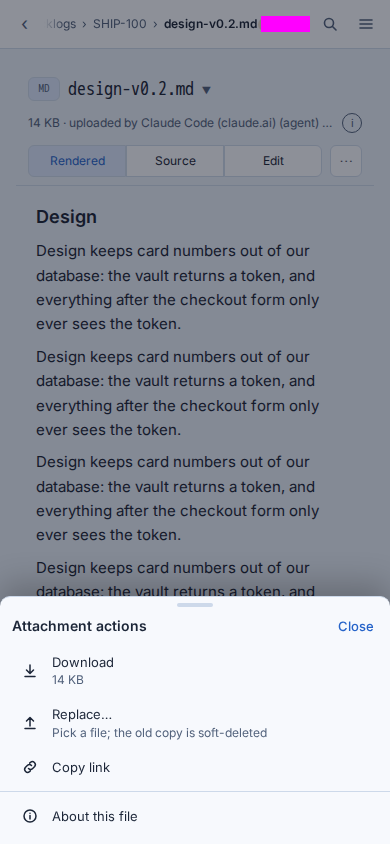 klogs › SHIP-100 › design-v0.2.md
MD design-v0.2.md ▼
14 KB · uploaded by Claude Code (claude.ai) (agent) ...
Rendered Source Edit ...
Design
Design keeps card numbers out of our
database: the vault returns a token, and
everything after the checkout form only
ever sees the token.
Design keeps card numbers out of our
database: the vault returns a token, and
everything after the checkout form only
ever sees the token.
Design keeps card numbers out of our
database: the vault returns a token, and
everything after the checkout form only
ever sees the token.
Design keeps card numbers out of our
database: the vault returns a token, and
Attachment actions Close
Download
14 KB
Replace...
Pick a file; the old copy is soft-deleted
Copy link
About this file